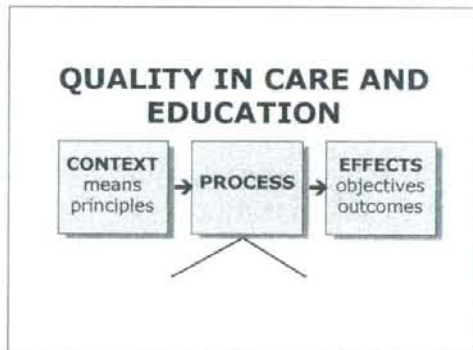 QUALITY IN CARE AND
EDUCATION
CONTEXT
means
principles
PROCESS
EFFECTS
objectives
outcomes